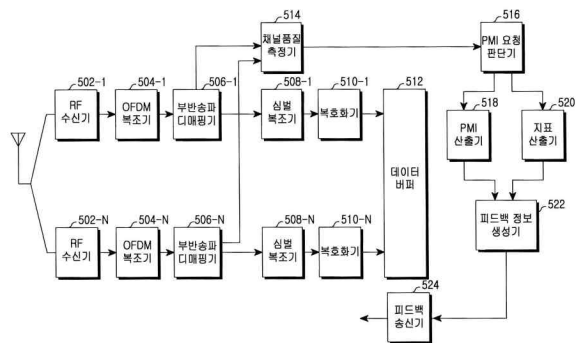 514
채널품질
측정기
516
PMI 요청
판단기
502-1
RF
수신기
504-1
OFDM
복조기
506-1
부반송파
디매핑기
508-1
심벌
복조기
510-1
복호화기
512
데이터
버퍼
518
PMI
산출기
520
지표
산출기
502-N
RF
수신기
504-N
OFDM
복조기
506-N
부반송파
디매핑기
508-N
심벌
복조기
510-N
복호화기
522
피드백 정보
생성기
524
피드백
송신기